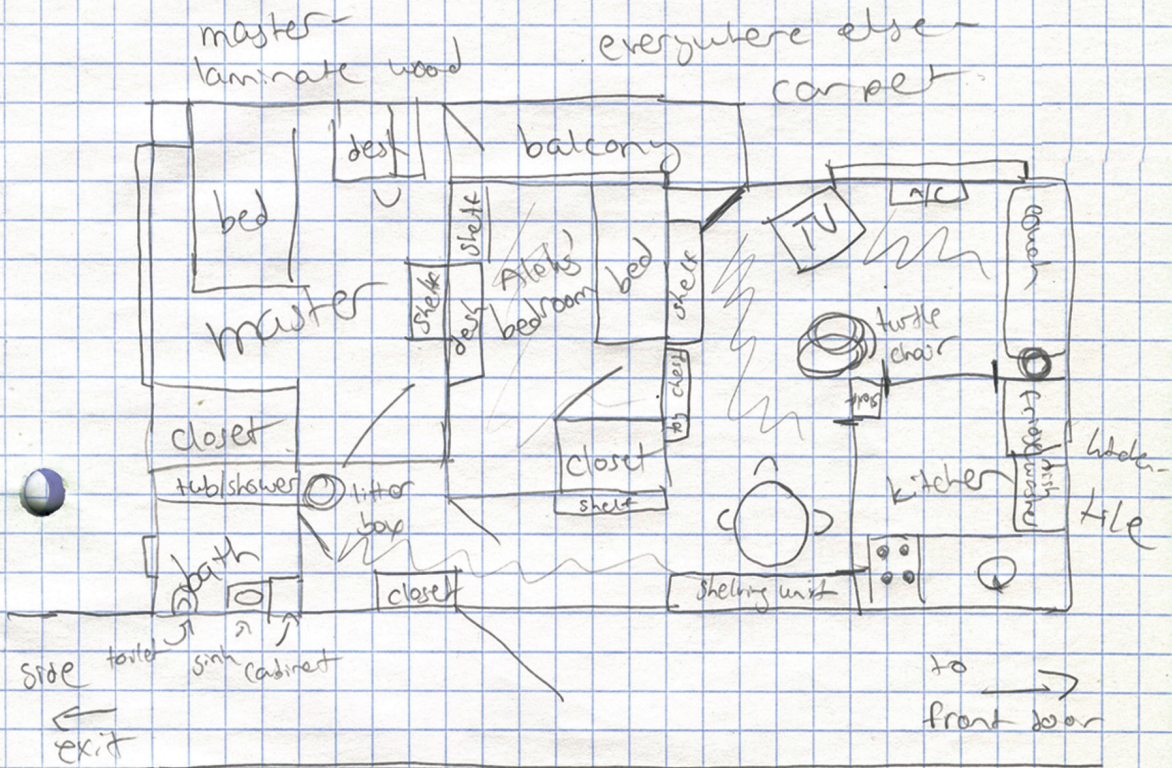 master-
laminate wood
everywhere else-
carpet
desk
balcony
bed
shelf
TV
A/C
couch
bedroom
bed
shelf
master
shelf
desk
turtle
chair
toy chest
fridge
closet
closet
tub/shower
litter
box
shelf
kitchen
dish
washer
tile
bath
closet
shelving unit
toilet
sink
cabinet
side
exit
to
front door